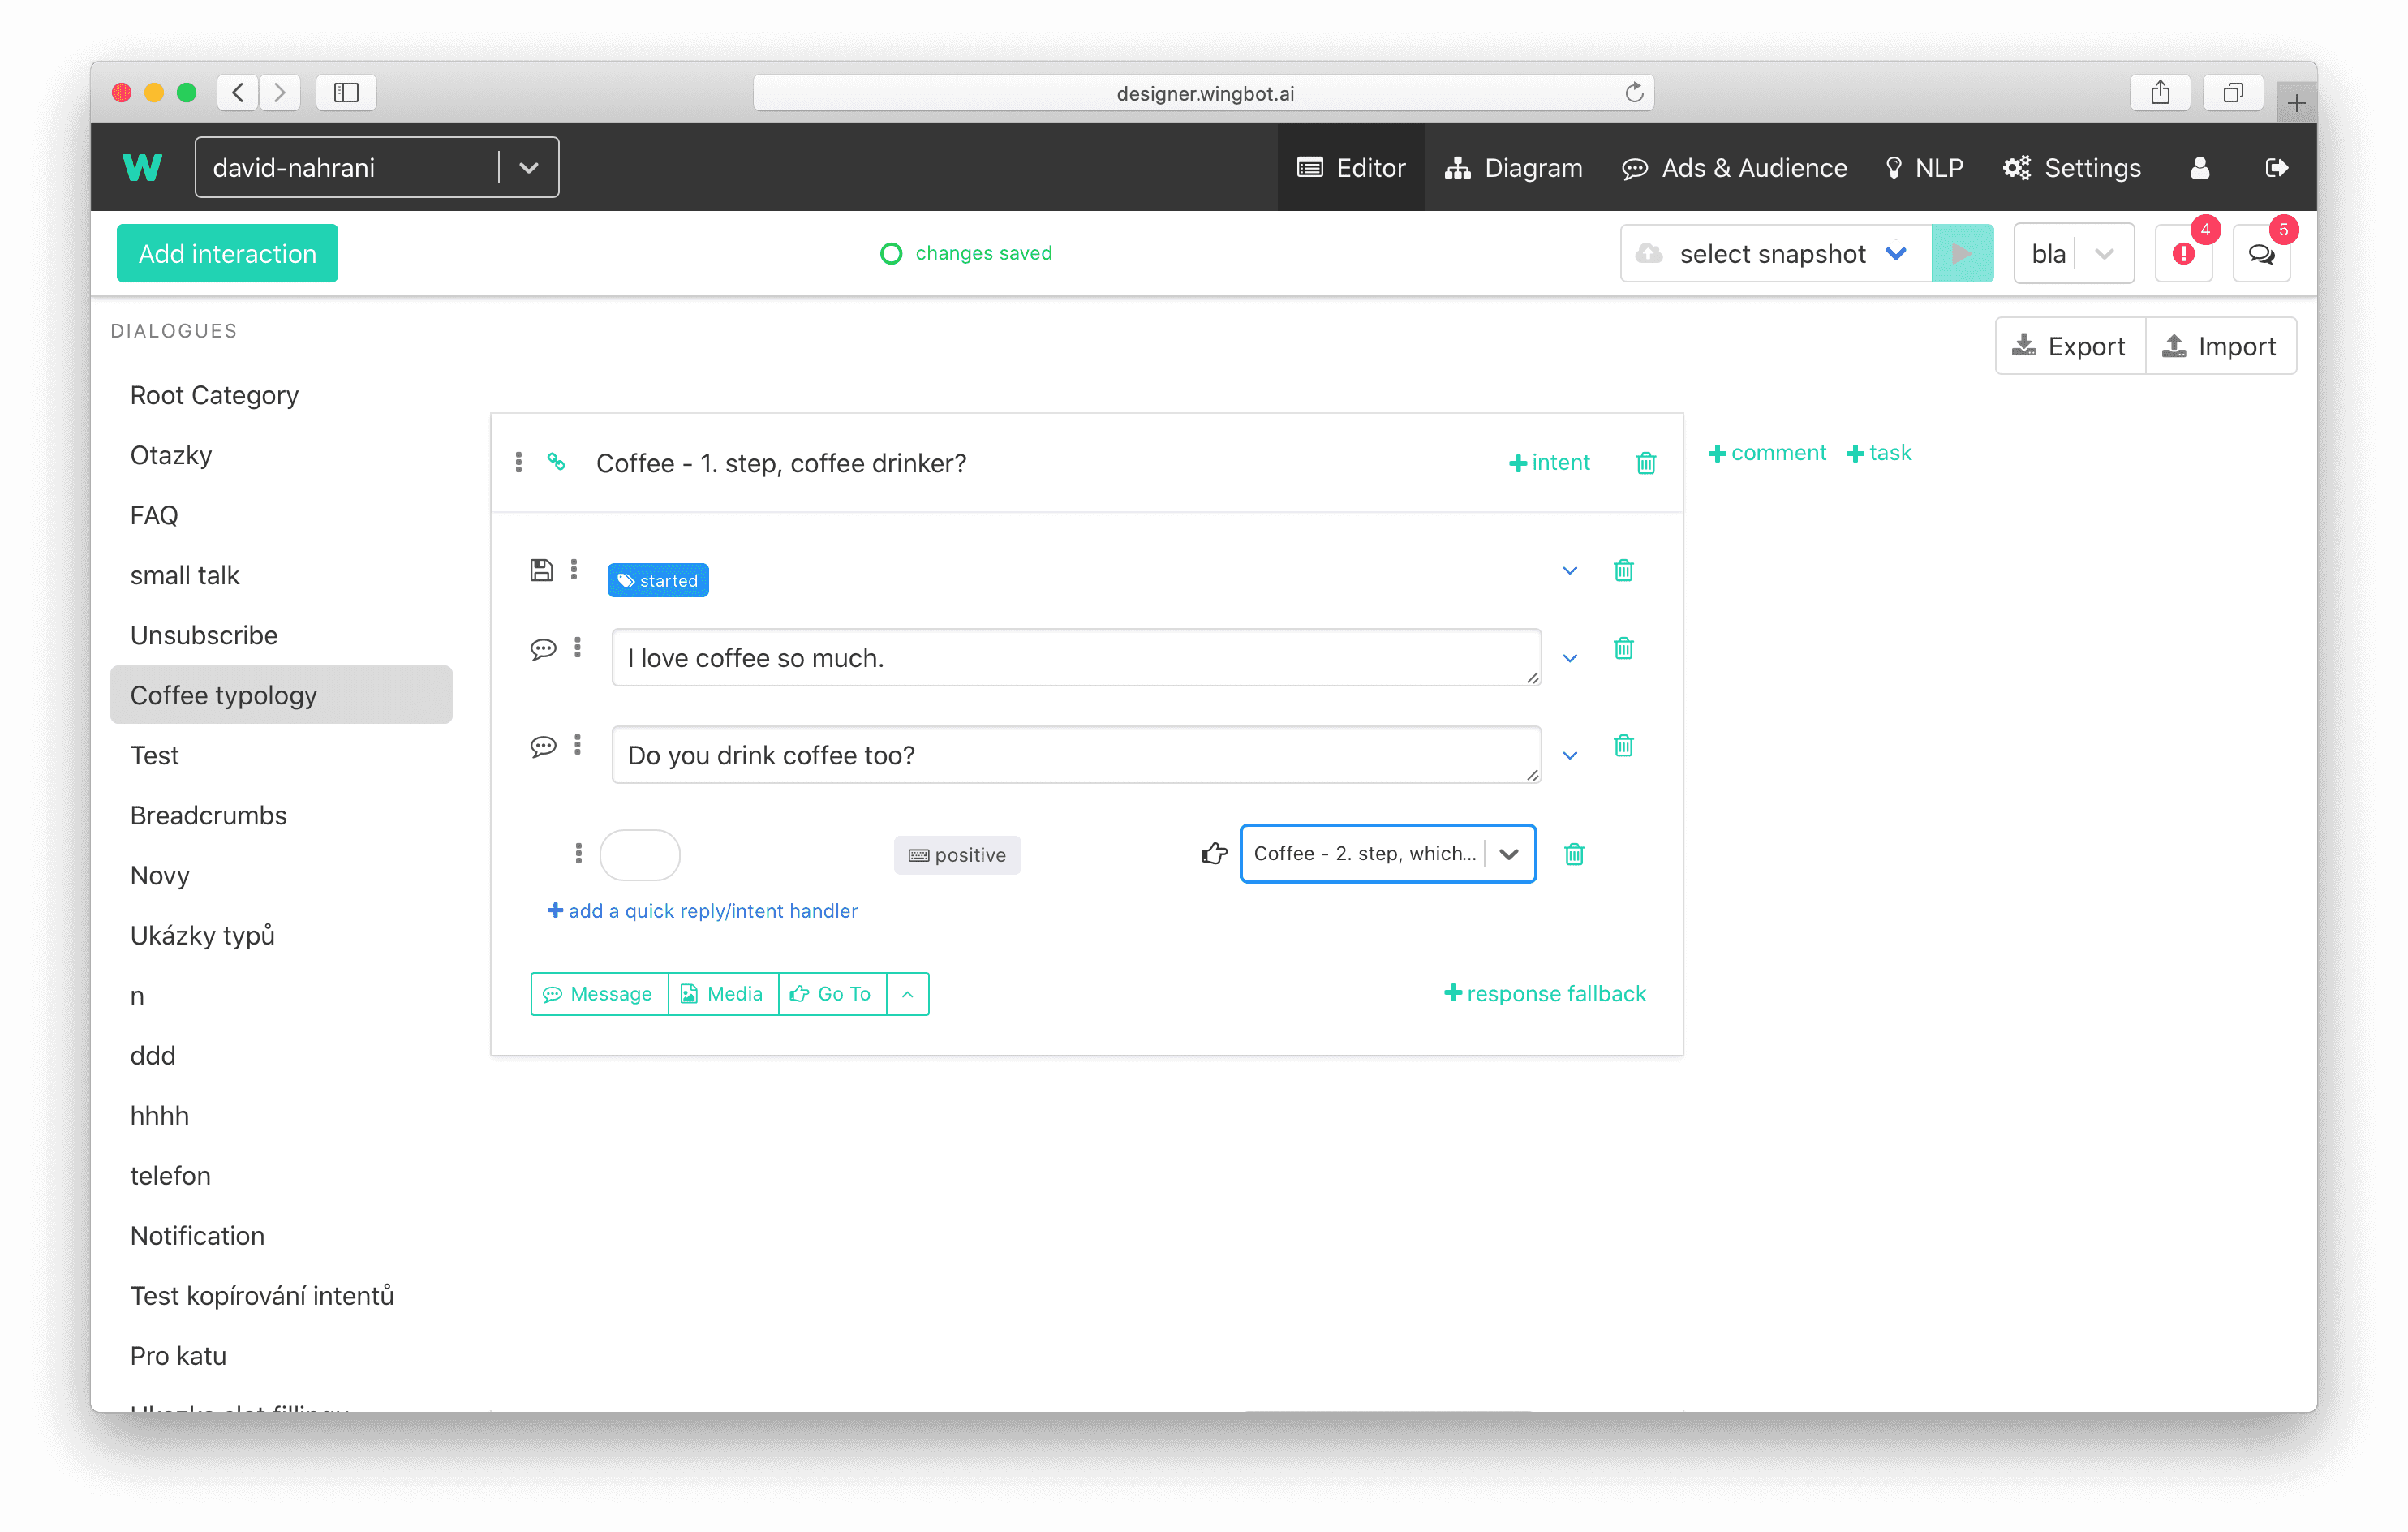 designer.wingbot.ai
W
david-nahrani
Editor
Diagram
Ads & Audience
NLP
Settings
Add interaction
changes saved
select snapshot
bla
4
5
DIALOGUES
Export
Import
Root Category
Otazky
FAQ
small talk
Unsubscribe
Coffee typology
Test
Breadcrumbs
Novy
Ukázky typů
n
ddd
hhhh
telefon
Notification
Test kopírování intentů
Pro katu
Coffee - 1. step, coffee drinker?
intent
comment
task
started
I love coffee so much.
Do you drink coffee too?
positive
Coffee - 2. step, which...
add a quick reply/intent handler
Message
Media
Go To
response fallback